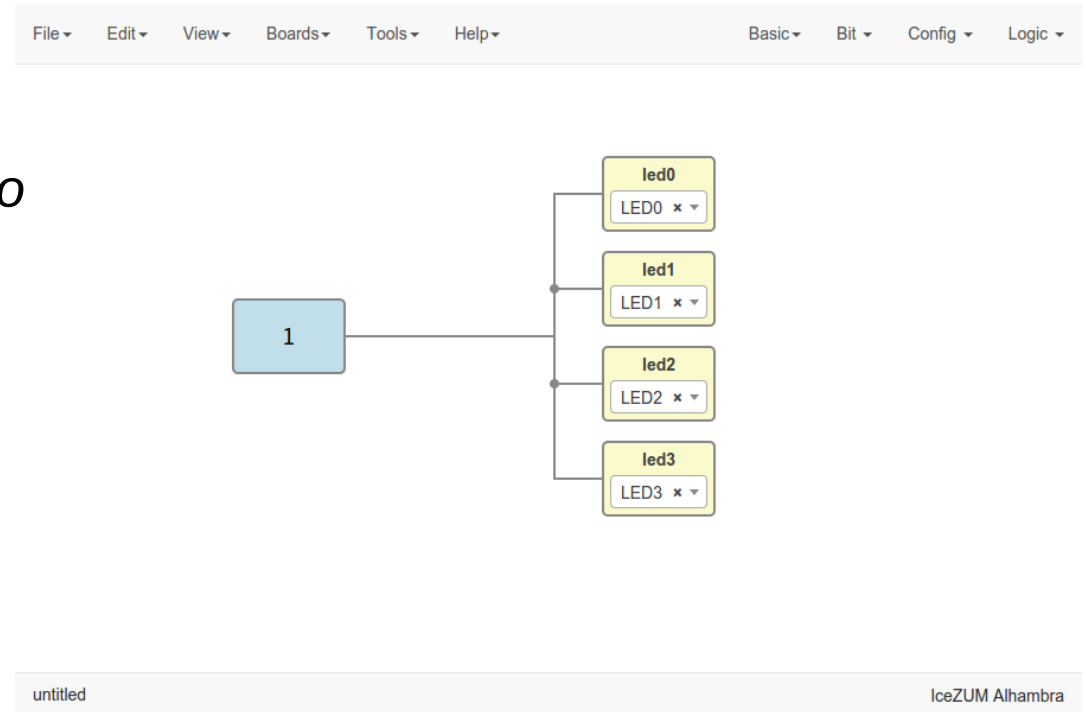 File Edit View Boards Tools Help Basic Bit Config Logic
o
led0
LED0 ×
led1
LED1 ×
1
led2
LED2 ×
led3
LED3 ×
untitled IceZUM Alhambra